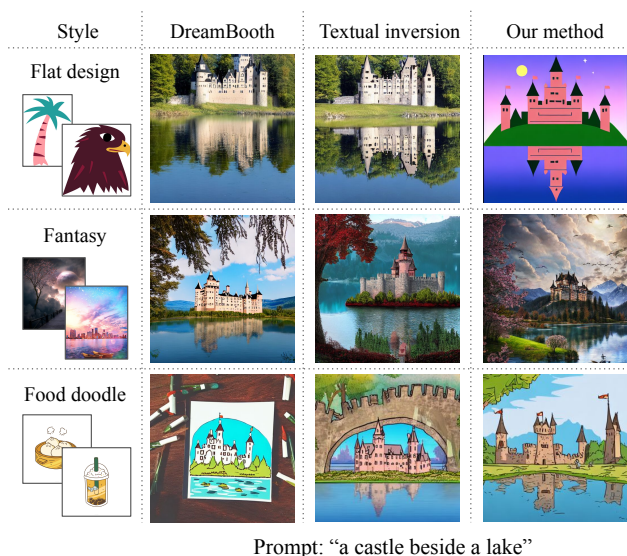 Style DreamBooth Textual inversion Our method
Flat design
Fantasy
Food doodle
Prompt: “a castle beside a lake”